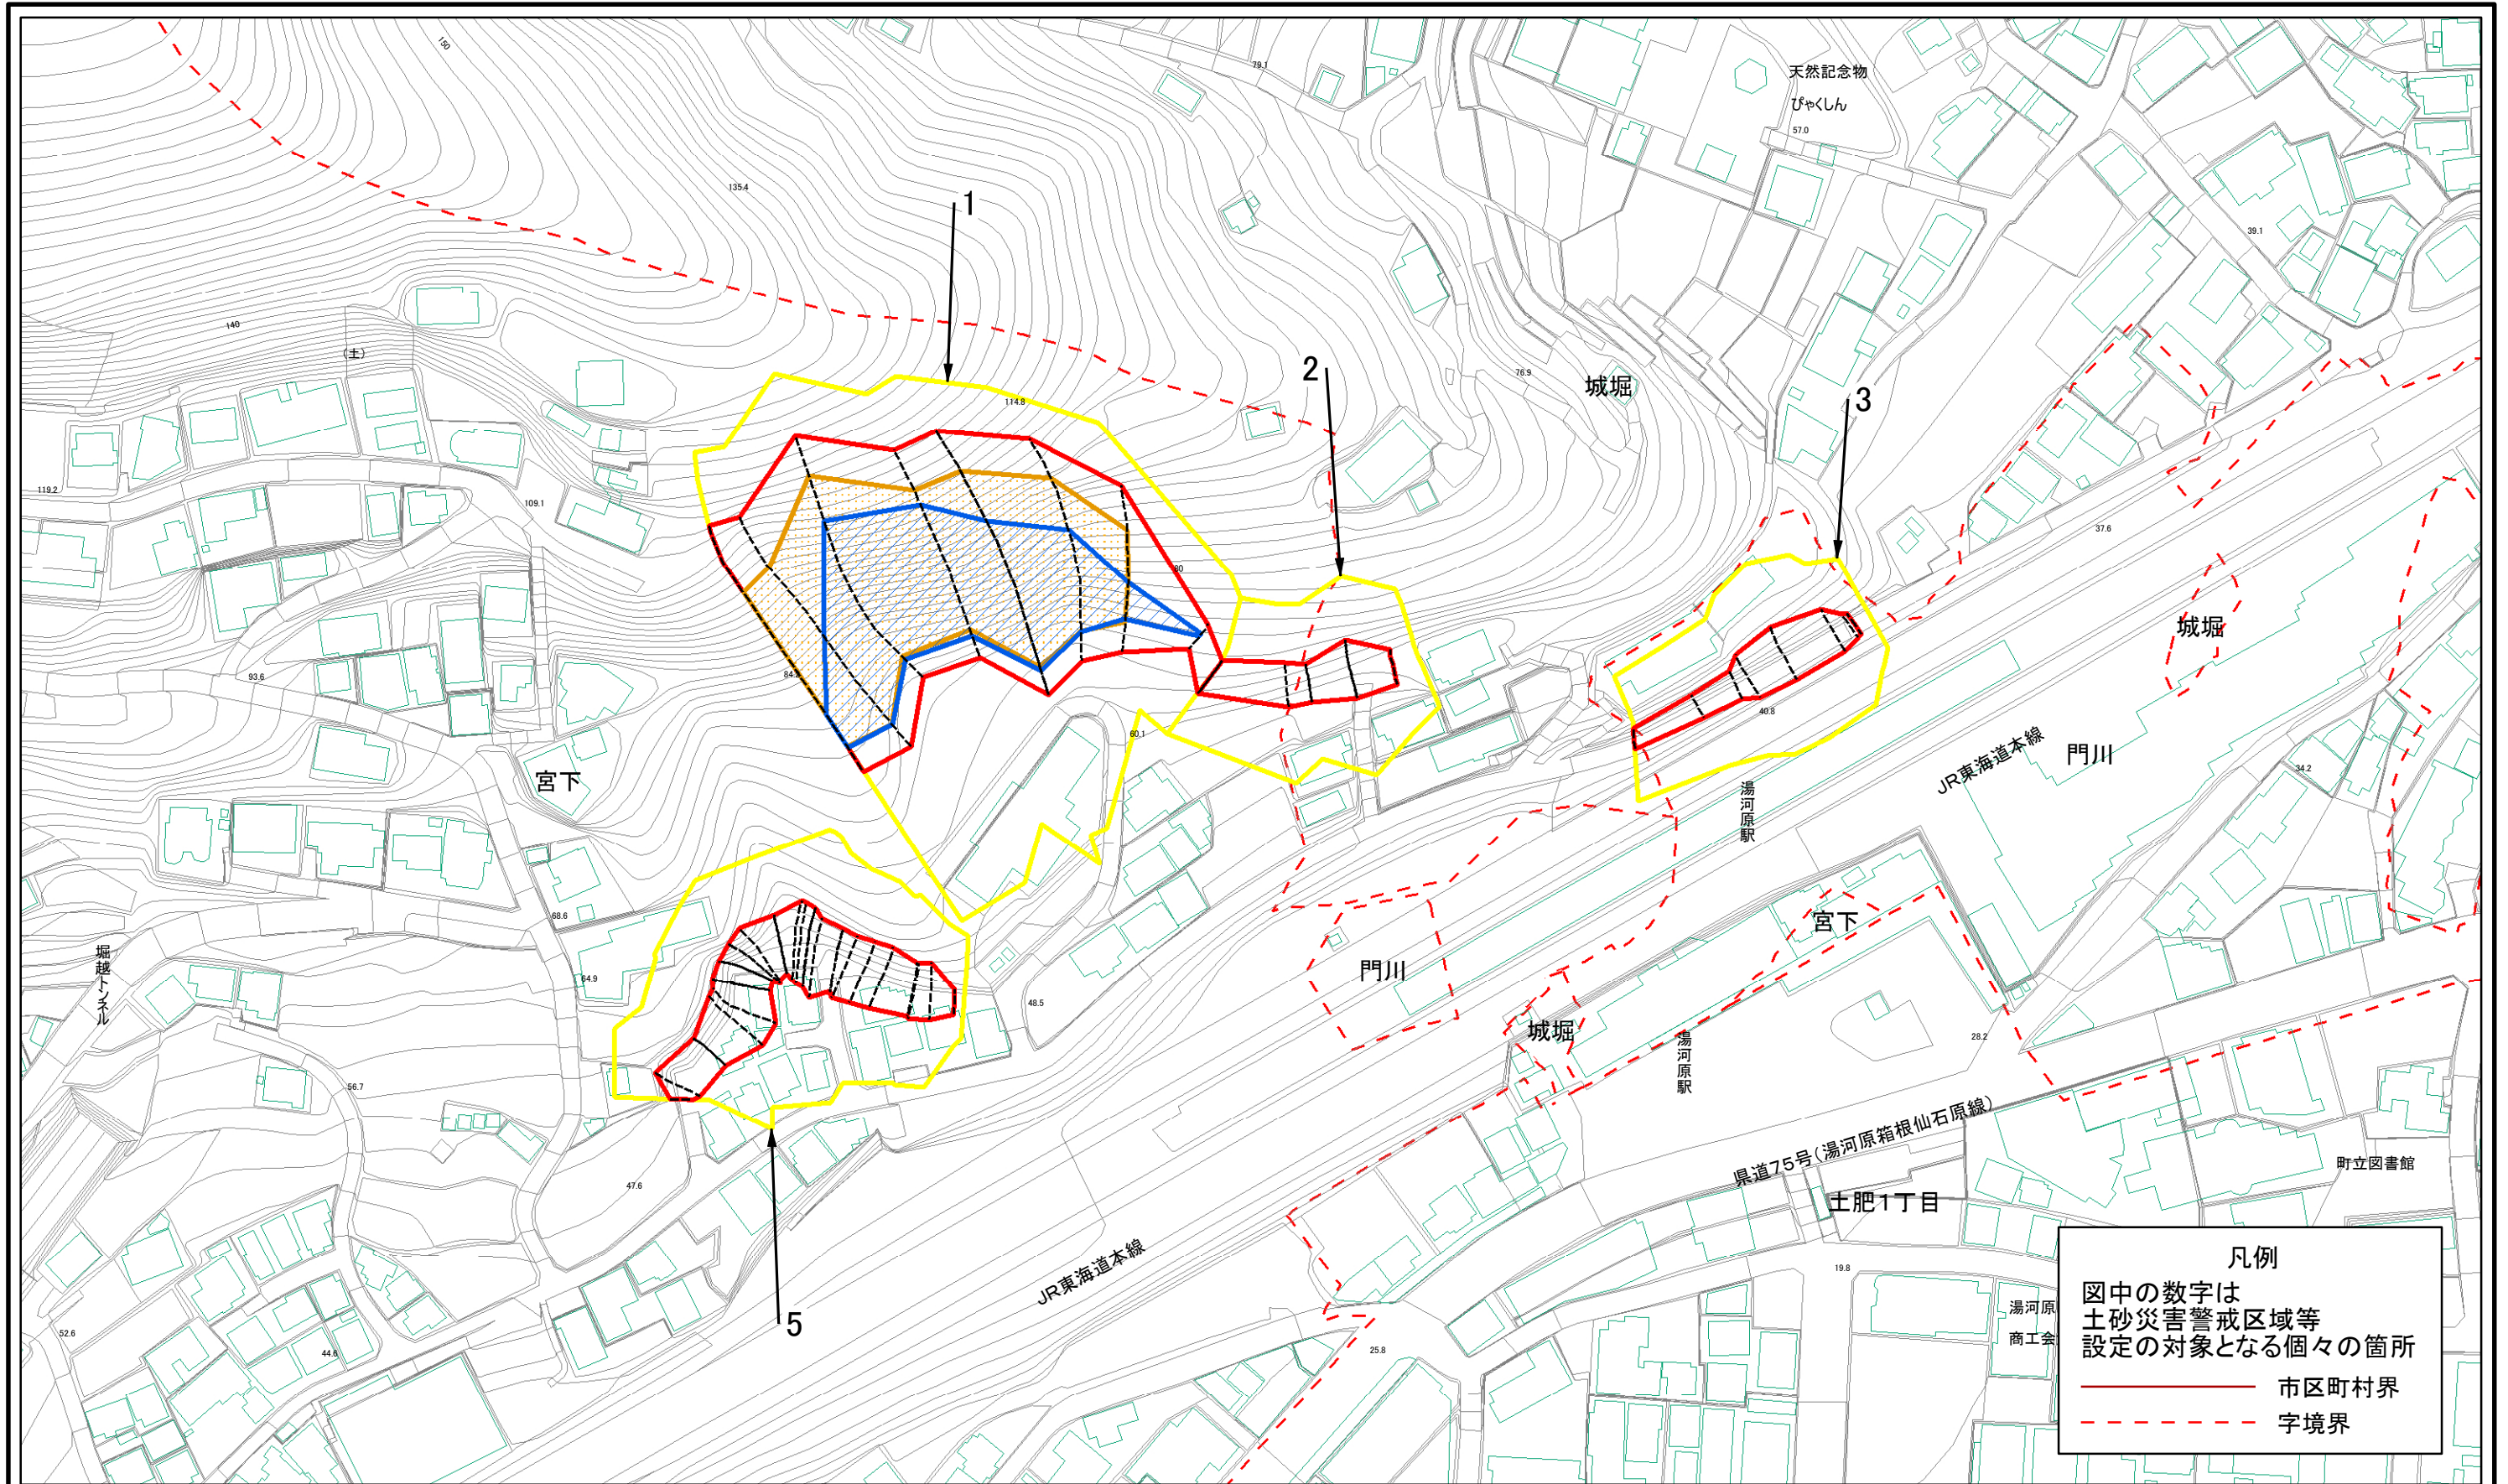 150
79.1
天然記念物
びゃくしん
57.0
135.4
1
39.1
140
(土)
114.8
2
76.9
城堀
3
119.2
109.1
37.6
80
城堀
93.6
40.8
60.1
宮下
JR東海道本線
門川
湯河原駅
34.2
68.6
宮下
堀越トンネル
64.9
門川
48.5
城堀
湯河原駅
28.2
56.7
県道75号(湯河原箱根仙石原線)
町立図書館
47.6
土肥1丁目
JR東海道本線
19.8
5
52.6
44.6
25.8
湯河原
商工会
凡例
図中の数字は
土砂災害警戒区域等
設定の対象となる個々の箇所
市区町村界
字境界